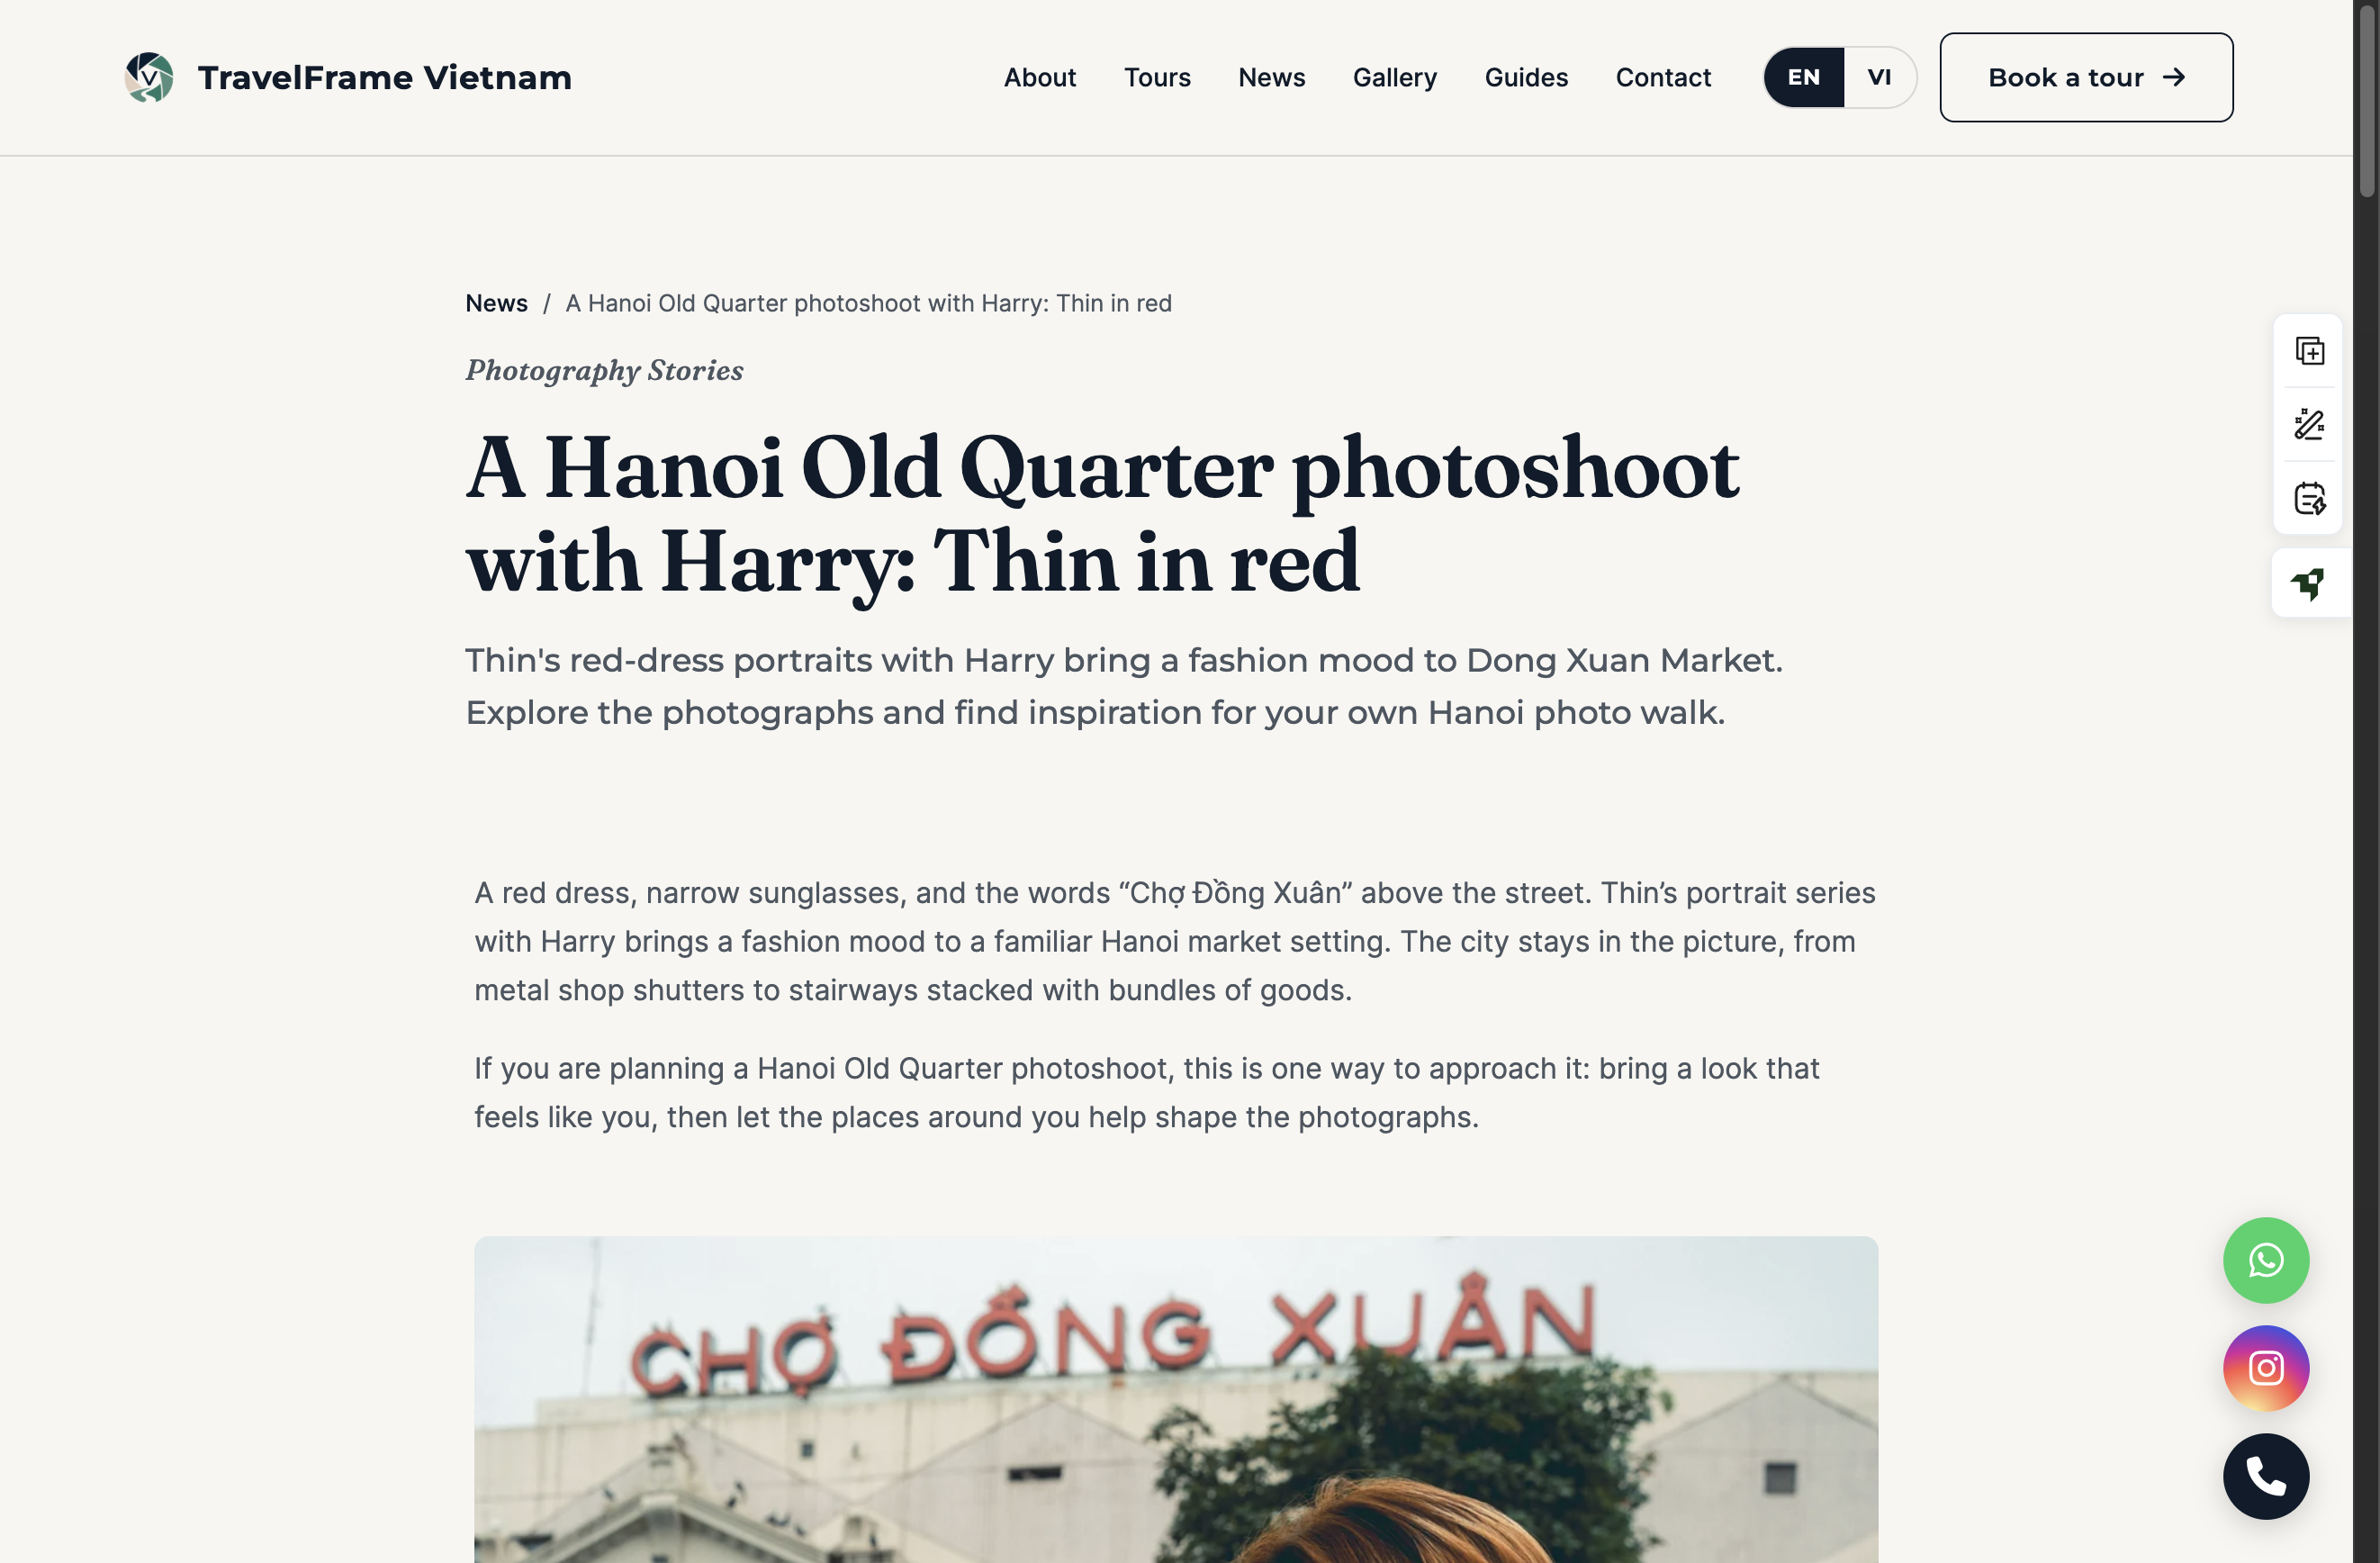 TravelFrame Vietnam
About Tours News Gallery Guides Contact EN VI Book a tour →
News / A Hanoi Old Quarter photoshoot with Harry: Thin in red
Photography Stories
A Hanoi Old Quarter photoshoot
with Harry: Thin in red
Thin's red-dress portraits with Harry bring a fashion mood to Dong Xuan Market.
Explore the photographs and find inspiration for your own Hanoi photo walk.
A red dress, narrow sunglasses, and the words “Chợ Đồng Xuân” above the street. Thin’s portrait series
with Harry brings a fashion mood to a familiar Hanoi market setting. The city stays in the picture, from
metal shop shutters to stairways stacked with bundles of goods.
If you are planning a Hanoi Old Quarter photoshoot, this is one way to approach it: bring a look that
feels like you, then let the places around you help shape the photographs.
CHỢ ĐỒNG XUÂN